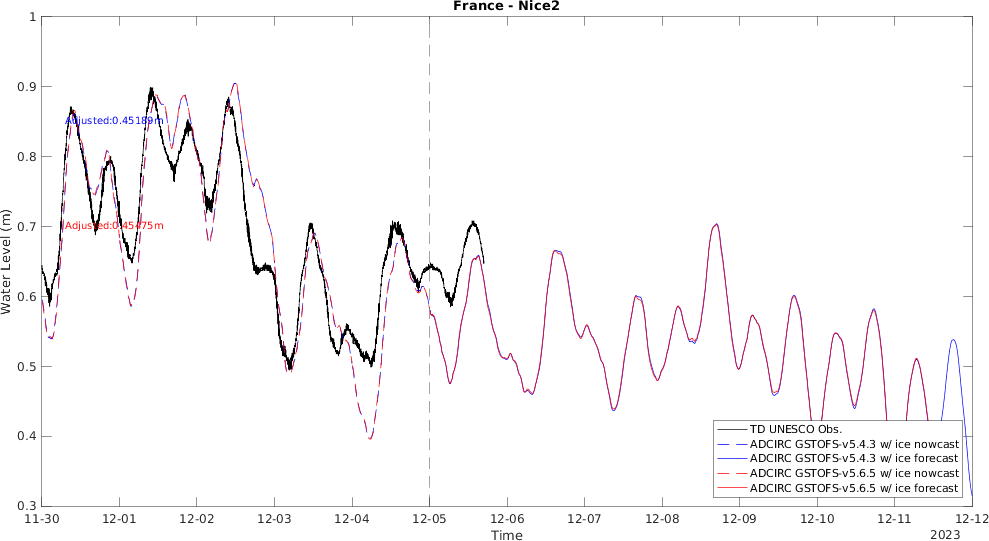 France - Nice2
1
0.9
0.8
0.7
0.6
0.5
0.4
0.3
Water Level (m)
Adjusted:0.45189m
Adjusted:0.45475m
TD UNESCO Obs.
ADCIRC GSTOFS-v5.4.3 w/ ice nowcast
ADCIRC GSTOFS-v5.4.3 w/ ice forecast
ADCIRC GSTOFS-v5.6.5 w/ ice nowcast
ADCIRC GSTOFS-v5.6.5 w/ ice forecast
11-30 12-01 12-02 12-03 12-04 12-05 12-06 12-07 12-08 12-09 12-10 12-11 12-12
Time
2023